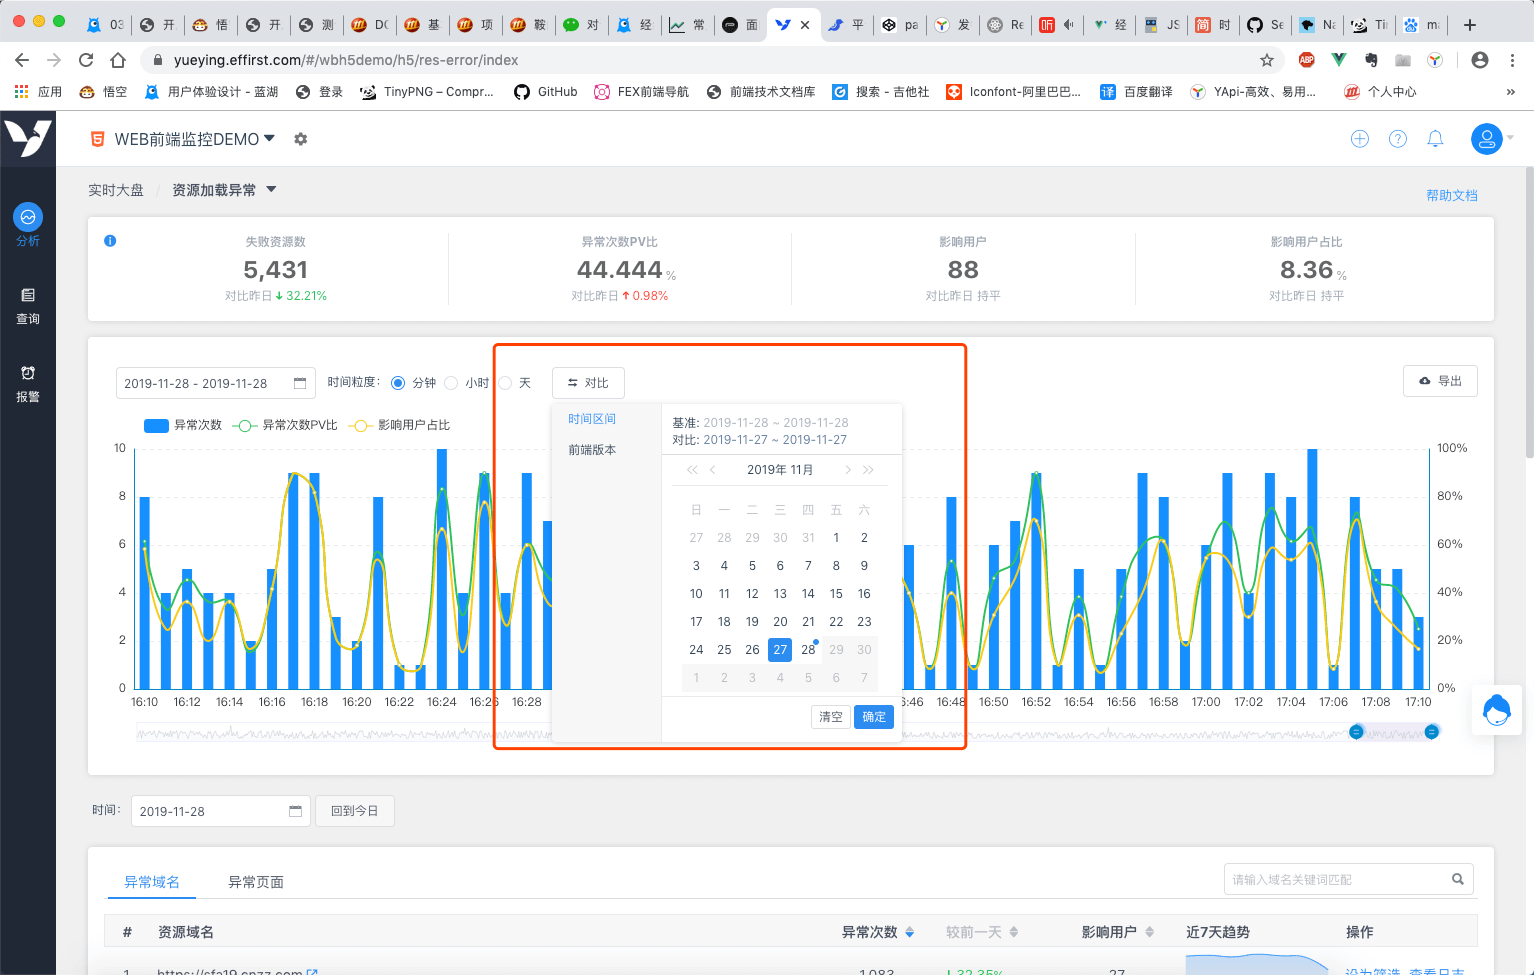 03
开
悟
开
测
DC
基
项
鞍
对
经
常
面
平
pa
发
Re
听
经
JS
简 时
Se
Na
Tir
ma
yueying.effirst.com/#/wbh5demo/h5/res-error/index
ABP
应用
悟空
用户体验设计 - 蓝湖
登录
TinyPNG – Compr...
GitHub
FEX前端导航
前端技术文档库
搜索 - 吉他社
Iconfont-阿里巴巴...
译 百度翻译
YApi-高效、易用...
个人中心
»
WEB前端监控DEMO
实时大盘 / 资源加载异常
帮助文档
分析
查询
报警
失败资源数
5,431
对比昨日 ↓ 32.21%
异常次数PV比
44.444 %
对比昨日 ↑ 0.98%
影响用户
88
对比昨日 持平
影响用户占比
8.36 %
对比昨日 持平
2019-11-28 - 2019-11-28
时间粒度: 分钟 小时 天
对比
导出
异常次数 异常次数PV比 影响用户占比
时间区间
前端版本
基准: 2019-11-28 ~ 2019-11-28
对比: 2019-11-27 ~ 2019-11-27
« ‹ 2019年 11月 › »
日 一 二 三 四 五 六
27 28 29 30 31 1 2
3 4 5 6 7 8 9
10 11 12 13 14 15 16
17 18 19 20 21 22 23
24 25 26 27 28 29 30
1 2 3 4 5 6 7
清空 确定
10
8
6
4
2
0
100%
80%
60%
40%
20%
0%
16:10 16:12 16:14 16:16 16:18 16:20 16:22 16:24 16:26 16:28 :46 16:48 16:50 16:52 16:54 16:56 16:58 17:00 17:02 17:04 17:06 17:08 17:10
时间: 2019-11-28
回到今日
异常域名
异常页面
请输入域名关键词匹配
# 资源域名 异常次数 较前一天 影响用户 近7天趋势 操作
1 https://sfa19.cnzz.com 1,083 ↓ 32.35% 27 设为筛选 查看日志